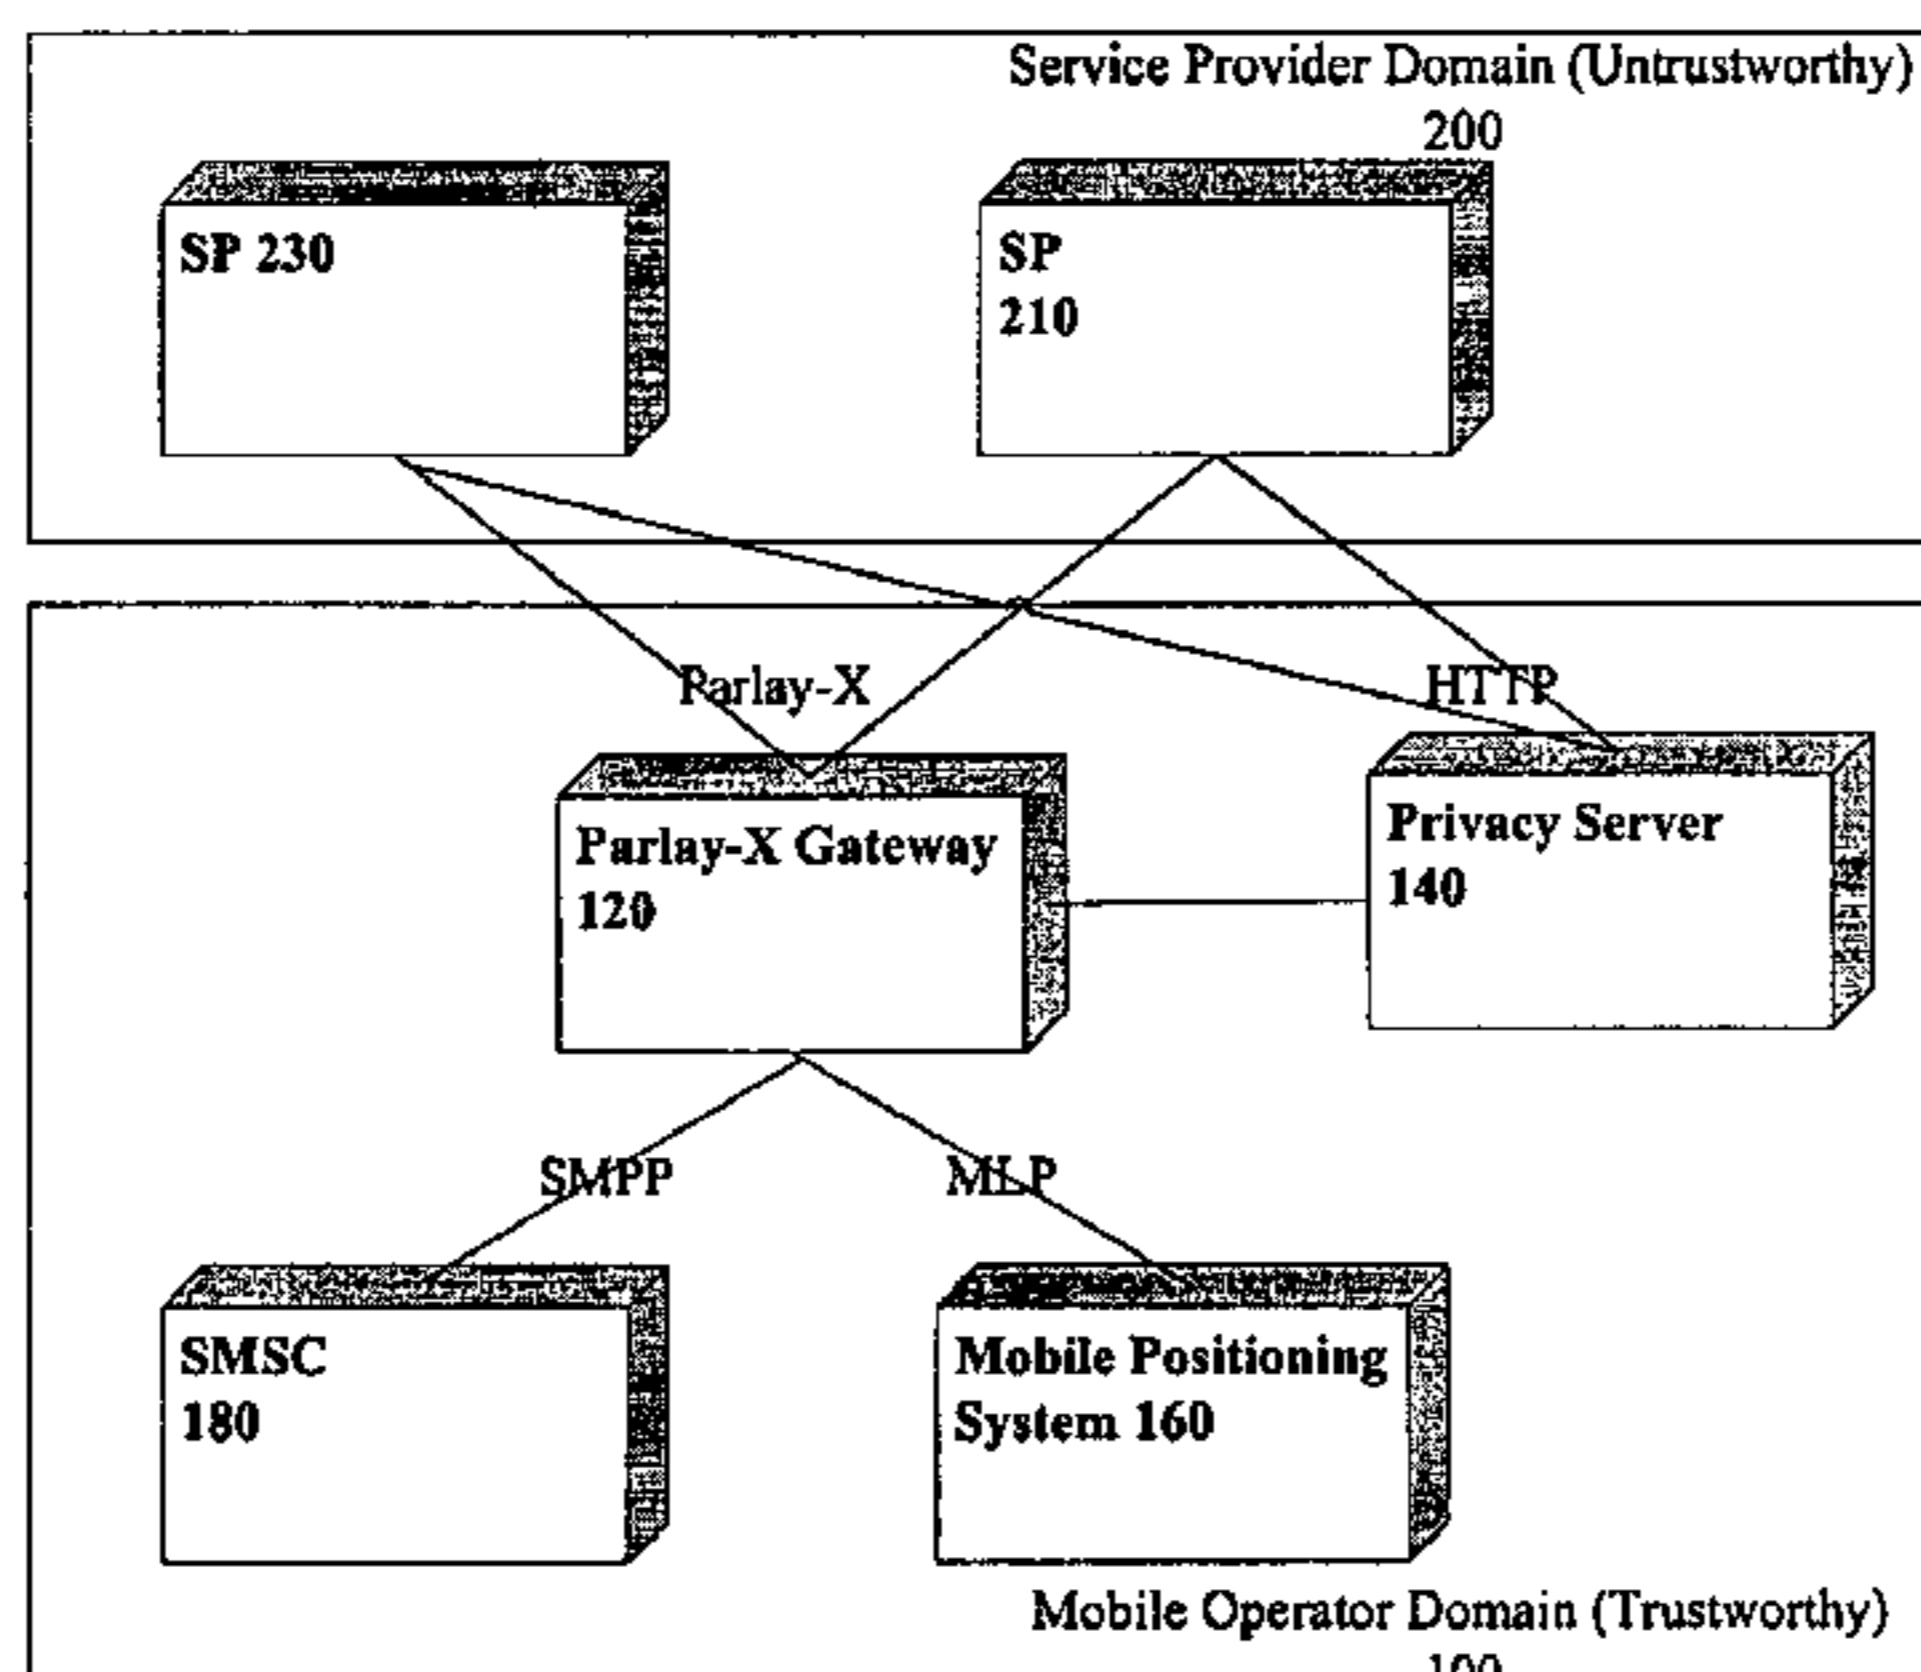 Service Provider Domain (Untrustworthy)
200
SP 230
SP
210
Parlay-X
HTTP
Parlay-X Gateway
120
Privacy Server
140
SMPP
MLP
SMSC
180
Mobile Positioning
System 160
Mobile Operator Domain (Trustworthy)